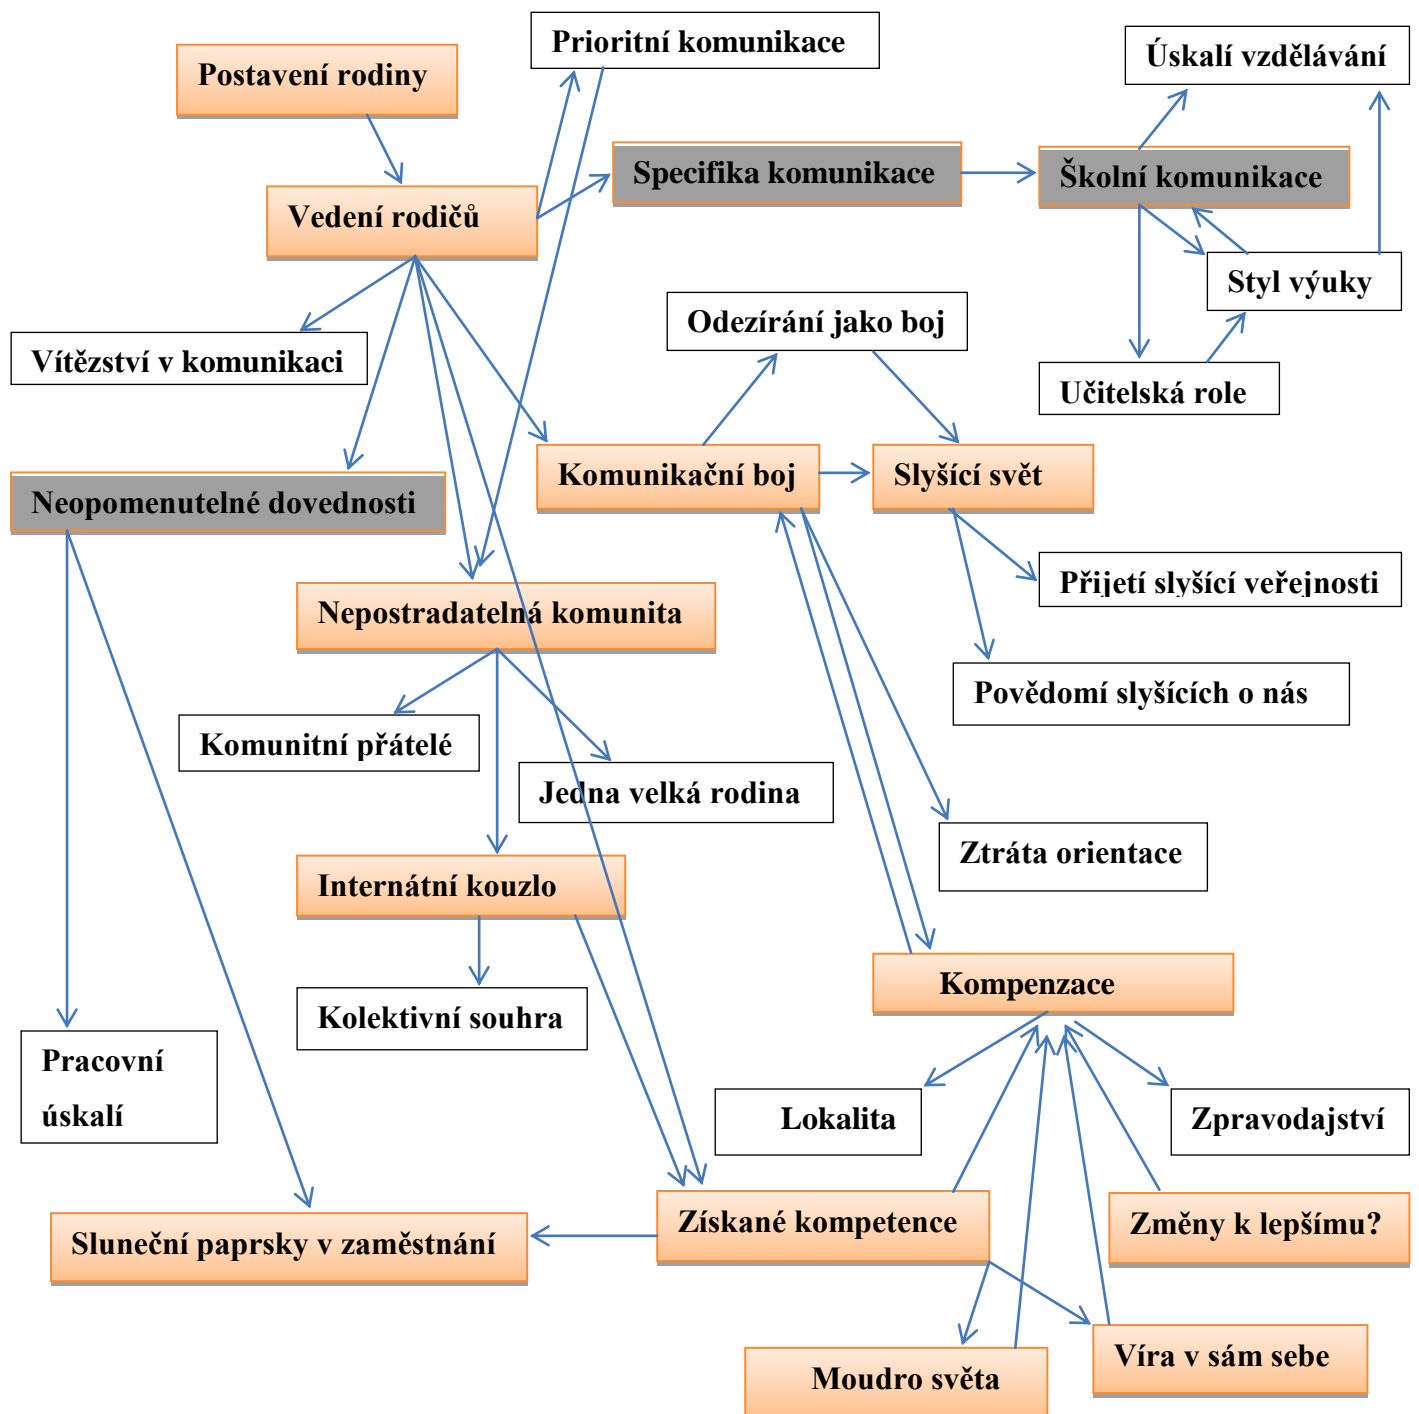 Prioritní komunikace
Úskalí vzdělávání
Postavení rodiny
Specifika komunikace
Školní komunikace
Vedení rodičů
Styl výuky
Odezírání jako boj
Vítězství v komunikaci
Učitelská role
Komunikační boj
Slyšící svět
Neopomenutelné dovednosti
Přijetí slyšící veřejnosti
Nepostradatelná komunita
Povědomí slyšících o nás
Komunitní přátelé
Jedna velká rodina
Ztráta orientace
Internátní kouzlo
Kompenzace
Kolektivní souhra
Pracovní
úskalí
Lokalita
Zpravodajství
Získané kompetence
Změny k lepšímu?
Sluneční paprsky v zaměstnání
Víra v sám sebe
Moudro světa